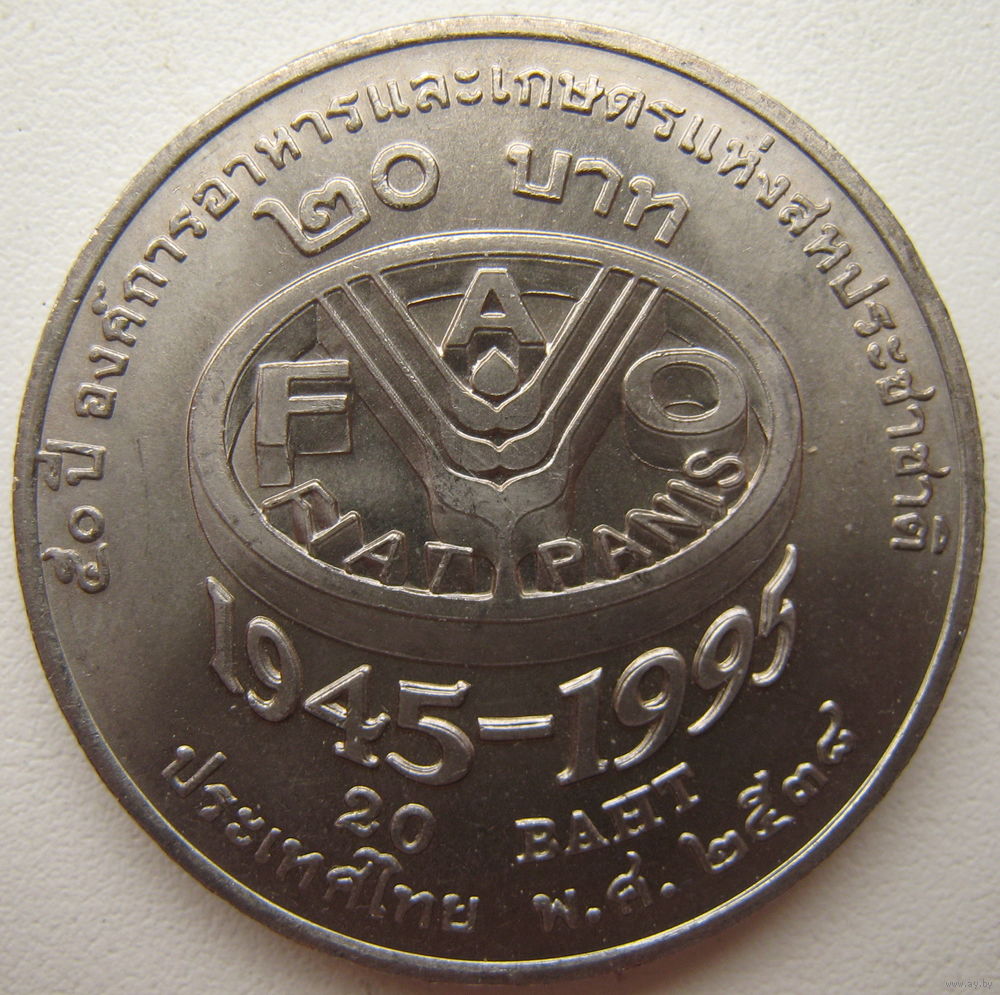 ๕๐ ปี องค์การอาหารและเกษตรแห่งสหประชาชาติ
๒๐ บาท
F A O
FIAT PANIS
1945-1995
20 BAHT
ประเทศไทย พ.ศ. ๒๕๓๘
www.ay.by